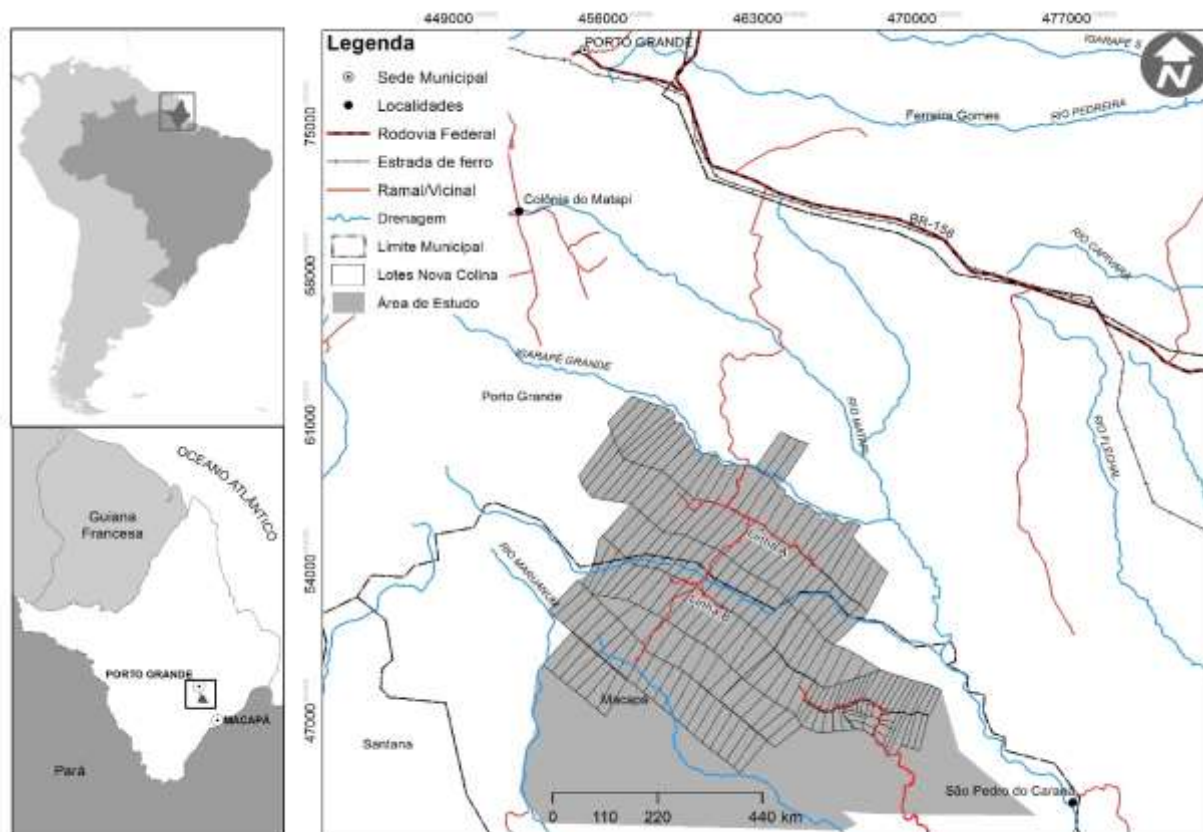 OCEANO ATLÂNTICO
Guiana
Francesa
PORTO GRANDE
MACAPÁ
Pará
449000 456000 463000 470000 477000
75000
68000
61000
54000
47000
Legenda
Sede Municipal
Localidades
Rodovia Federal
Estrada de ferro
Ramal/Vicinal
Drenagem
Limite Municipal
Lotes Nova Colina
Área de Estudo
PORTO GRANDE
IGARAPÉ S
N
Ferreira Gomes
RIO PEDREIRA
Colônia do Matapi
BR-156
RIO CAPIVARA
IGARAPÉ GRANDE
Porto Grande
RIO MATAPI
RIO FLECHAL
Linha A
RIO MARUANUM
Linha B
Macapá
Santana
São Pedro do Caraná
0 110 220 440 km